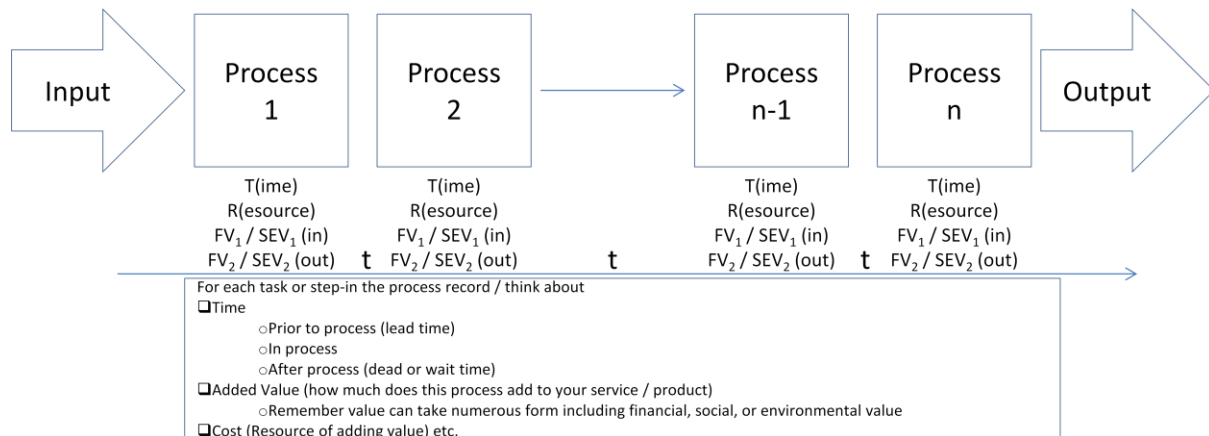 Input
Process
1
Process
2
Process
n-1
Process
n
Output
T(ime)
R(esource)
FV₁ / SEV₁ (in)
FV₂ / SEV₂ (out)
t
T(ime)
R(esource)
FV₁ / SEV₁ (in)
FV₂ / SEV₂ (out)
t
T(ime)
R(esource)
FV₁ / SEV₁ (in)
FV₂ / SEV₂ (out)
t
T(ime)
R(esource)
FV₁ / SEV₁ (in)
FV₂ / SEV₂ (out)
For each task or step-in the process record / think about
❑Time
○Prior to process (lead time)
○In process
○After process (dead or wait time)
❑Added Value (how much does this process add to your service / product)
○Remember value can take numerous form including financial, social, or environmental value
❑Cost (Resource of adding value) etc.